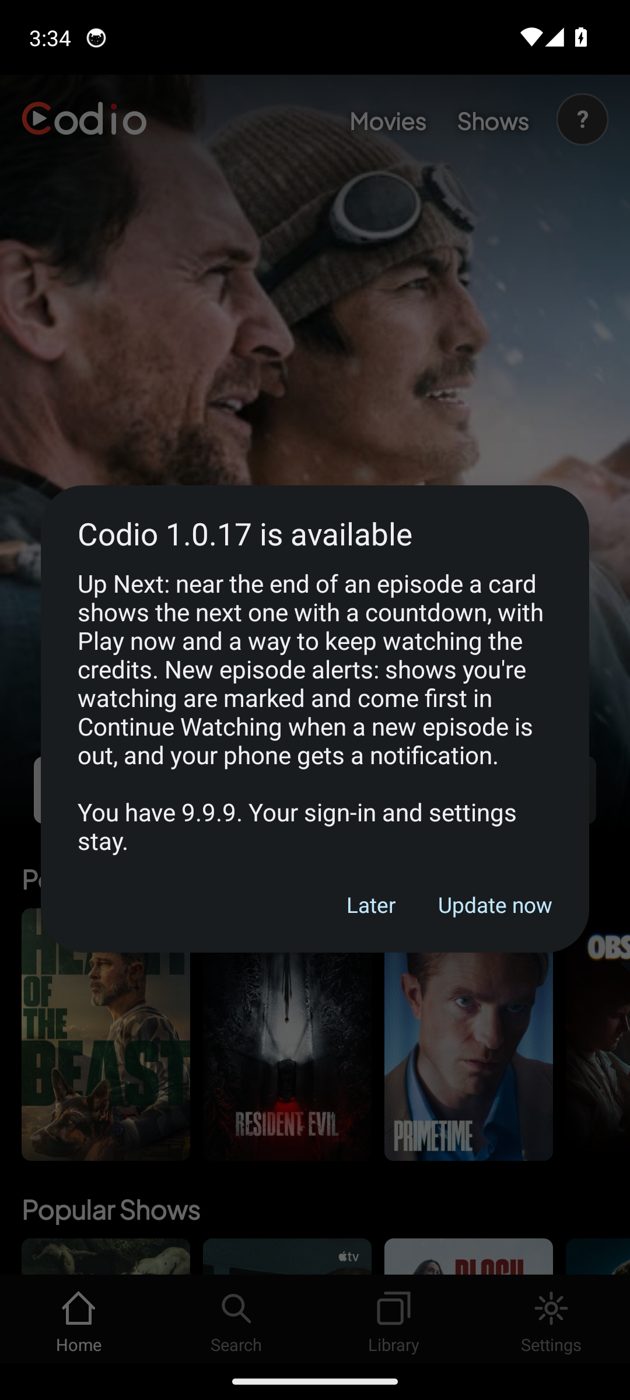 3:34
Codio
Movies
Shows
?
Codio 1.0.17 is available
Up Next: near the end of an episode a card
shows the next one with a countdown, with
Play now and a way to keep watching the
credits. New episode alerts: shows you're
watching are marked and come first in
Continue Watching when a new episode is
out, and your phone gets a notification.
You have 9.9.9. Your sign-in and settings
stay.
Later
Update now
OF
THE
BEAST
RESIDENT EVIL
PRIMETIME
OBS
Popular Shows
tv
Home
Search
Library
Settings